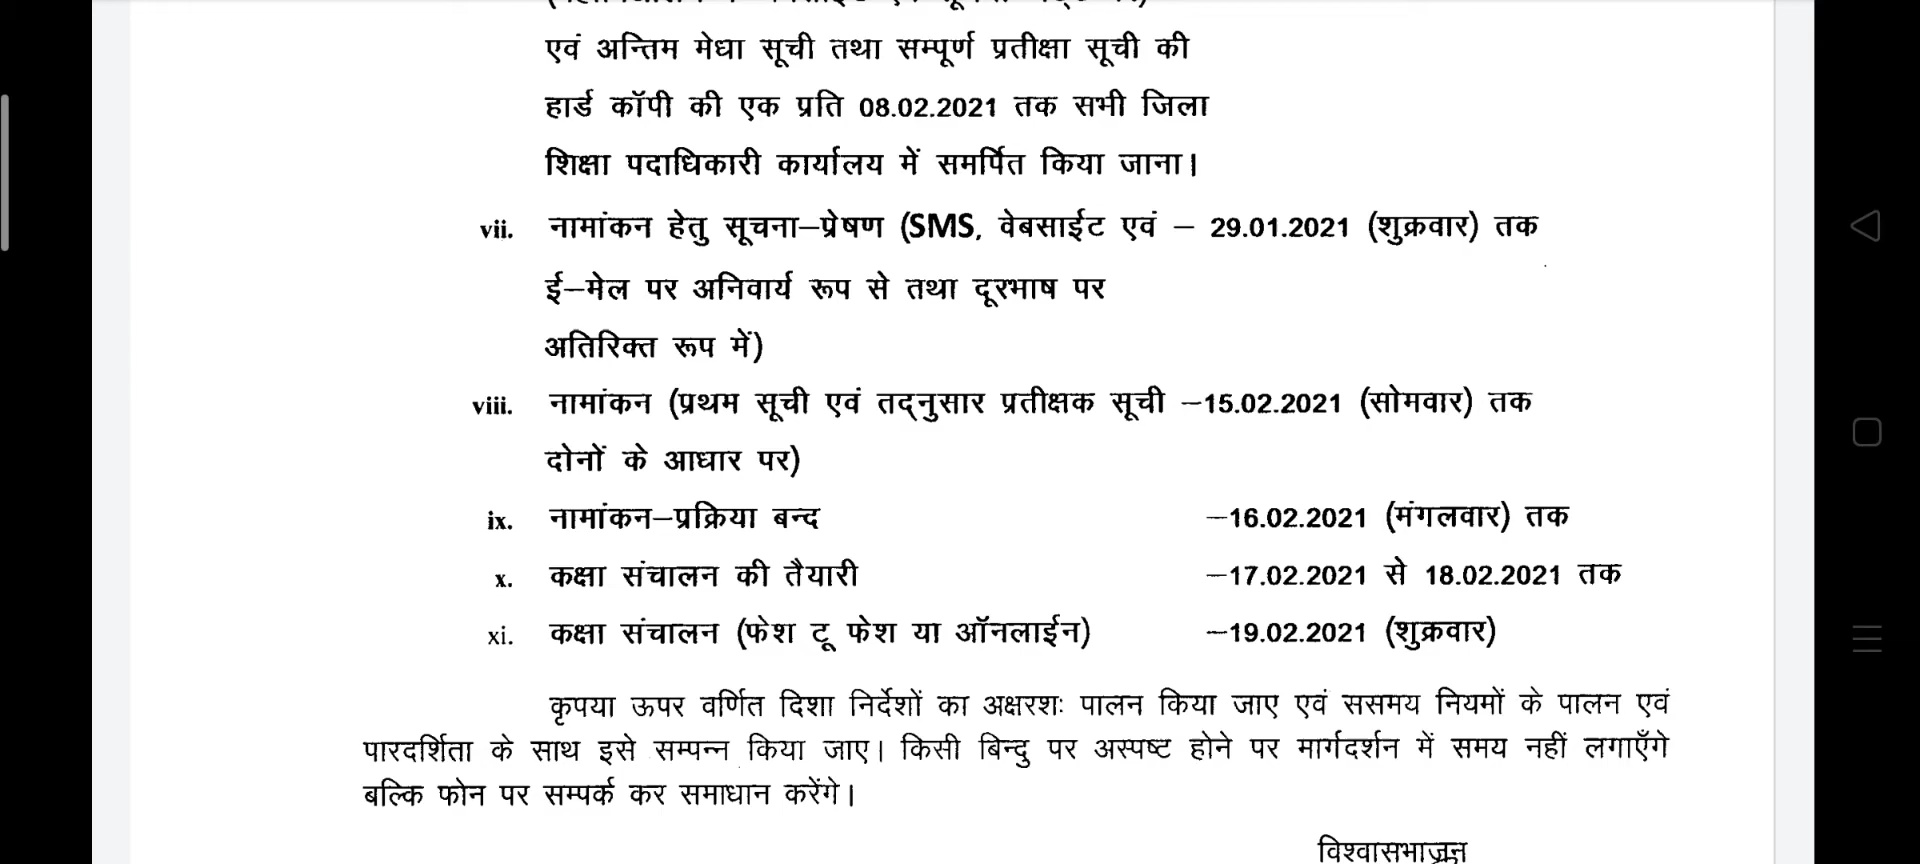 एवं अन्तिम मेधा सूची तथा सम्पूर्ण प्रतीक्षा सूची की
हार्ड कॉपी की एक प्रति 08.02.2021 तक सभी जिला
शिक्षा पदाधिकारी कार्यालय में समर्पित किया जाना।
vii. नामांकन हेतु सूचना–प्रेषण (SMS, वेबसाईट एवं – 29.01.2021 (शुक्रवार) तक
ई–मेल पर अनिवार्य रूप से तथा दूरभाष पर
अतिरिक्त रूप में)
viii. नामांकन (प्रथम सूची एवं तद्नुसार प्रतीक्षक सूची –15.02.2021 (सोमवार) तक
दोनों के आधार पर)
ix. नामांकन–प्रक्रिया बन्द –16.02.2021 (मंगलवार) तक
x. कक्षा संचालन की तैयारी –17.02.2021 से 18.02.2021 तक
xi. कक्षा संचालन (फेश टू फेश या ऑनलाईन) –19.02.2021 (शुक्रवार)
कृपया ऊपर वर्णित दिशा निर्देशों का अक्षरशः पालन किया जाए एवं ससमय नियमों के पालन एवं
पारदर्शिता के साथ इसे सम्पन्न किया जाए। किसी बिन्दु पर अस्पष्ट होने पर मार्गदर्शन में समय नहीं लगाएँगे
बल्कि फोन पर सम्पर्क कर समाधान करेंगे।
विश्वासभाजन